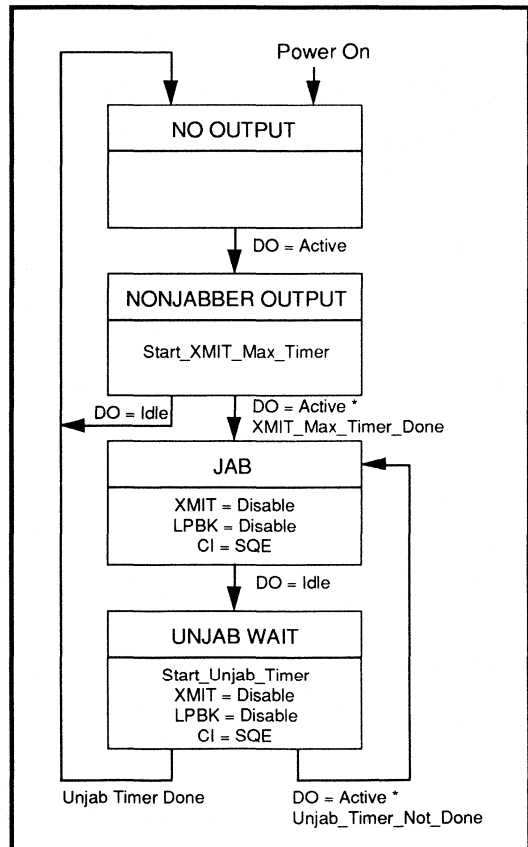 Power On
NO OUTPUT
DO = Active
NONJABBER OUTPUT
Start_XMIT_Max_Timer
DO = Idle
DO = Active *
XMIT_Max_Timer_Done
JAB
XMIT = Disable
LPBK = Disable
CI = SQE
DO = Idle
UNJAB WAIT
Start_Unjab_Timer
XMIT = Disable
LPBK = Disable
CI = SQE
Unjab Timer Done
DO = Active *
Unjab_Timer_Not_Done